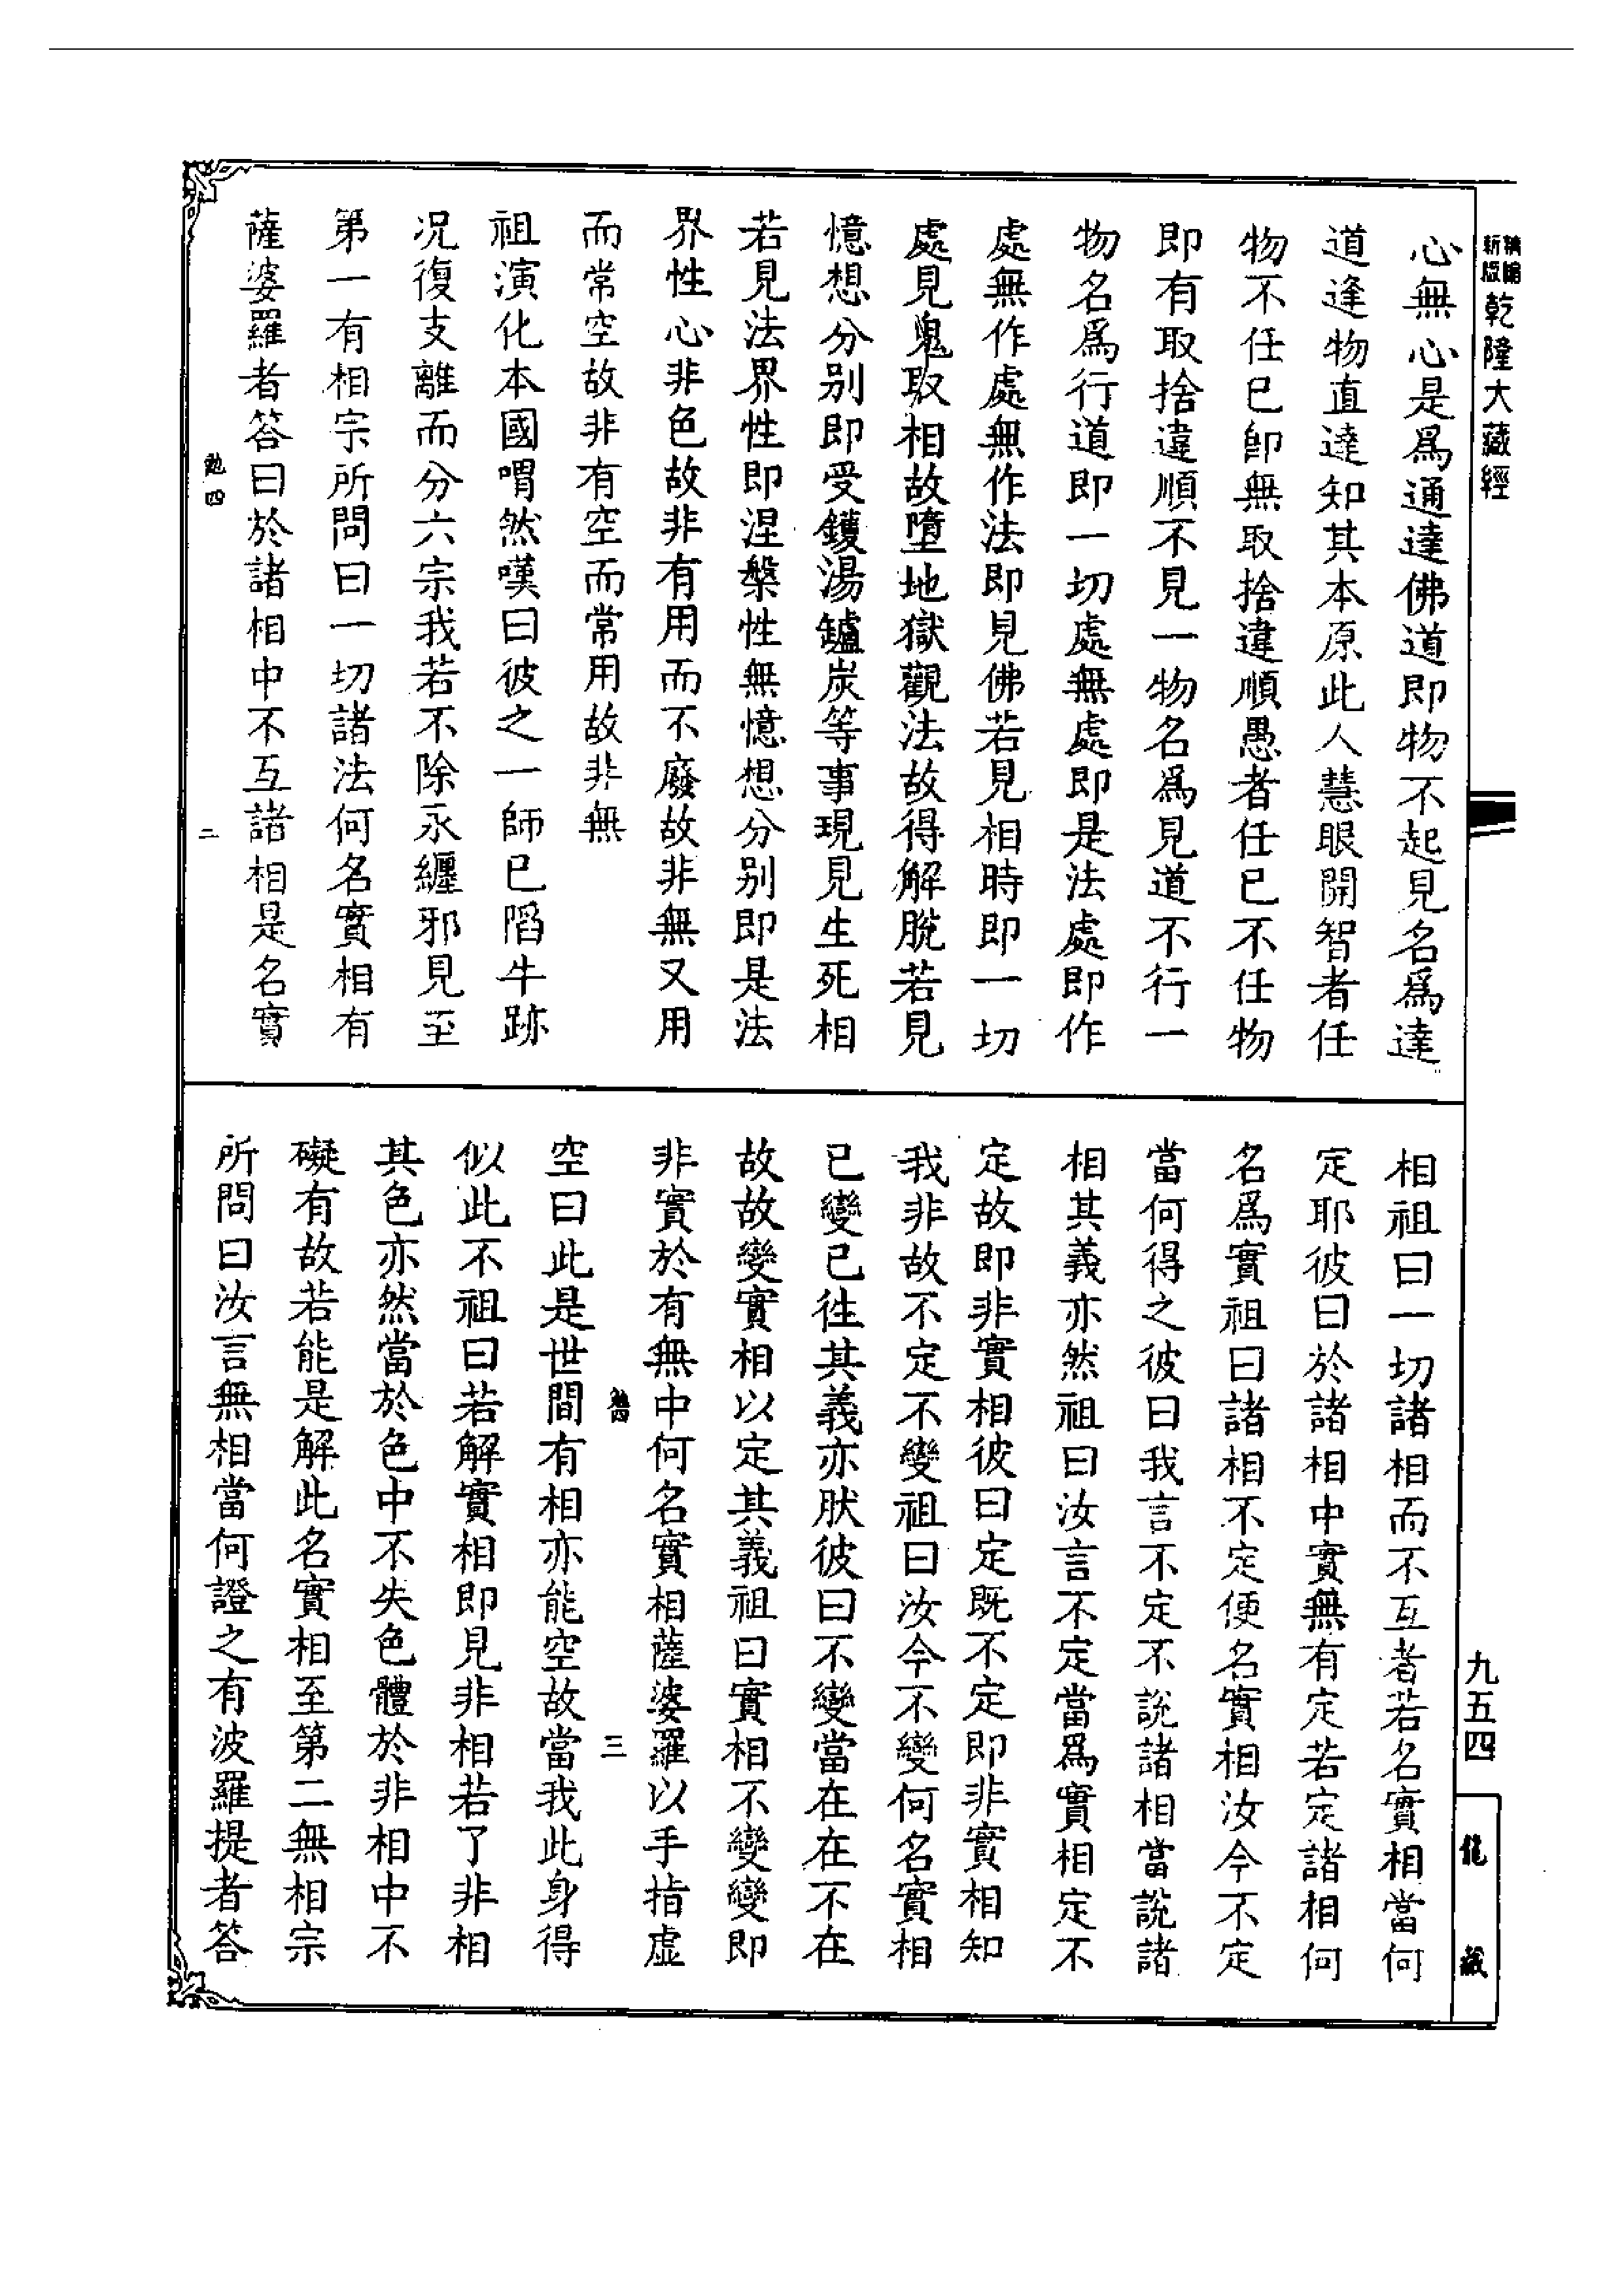 精編
新版
乾隆大藏經
心無心是爲通達佛道即物不起見名爲達
道逢物直達知其本原此人慧眼開智者任
物不任已即無取捨違順愚者任已不任物
即有取捨違順不見一物名爲見道不行一
物名爲行道即一切處無處即是法處即作
處無作處無作法即見佛若見相時即一切
處見鬼取相故墮地獄觀法故得解脫若見
憶想分別即受鑊湯鑪炭等事現見生死相
若見法界性即涅槃性無憶想分別即是法
界性心非色故非有用而不廢故非無又用
而常空故非有空而常用故非無
祖演化本國喟然嘆曰彼之一師已陷牛跡
况復支離而分六宗我若不除永纏邪見至
第一有相宗所問曰一切諸法何名實相有
薩婆羅者答曰於諸相中不互諸相是名實
勉四
二
相祖曰一切諸相而不互者若名實相當何
定耶彼曰於諸相中實無有定若定諸相何
名爲實祖曰諸相不定便名實相汝今不定
當何得之彼曰我言不定不說諸相當說諸
相其義亦然祖曰汝言不定當爲實相定不
定故即非實相彼曰定既不定即非實相知
我非故不定不變祖曰汝今不變何名實相
已變已徃其義亦然彼曰不變當在在不在
故故變實相以定其義祖曰實相不變變即
非實於有無中何名實相薩婆羅以手指虛
勉四
三
空曰此是世間有相亦能空故當我此身得
似此不祖曰若解實相即見非相若了非相
其色亦然當於色中不失色體於非相中不
礙有故若能是解此名實相至第二無相宗
所問曰汝言無相當何證之有波羅提者答
九五四
龍藏